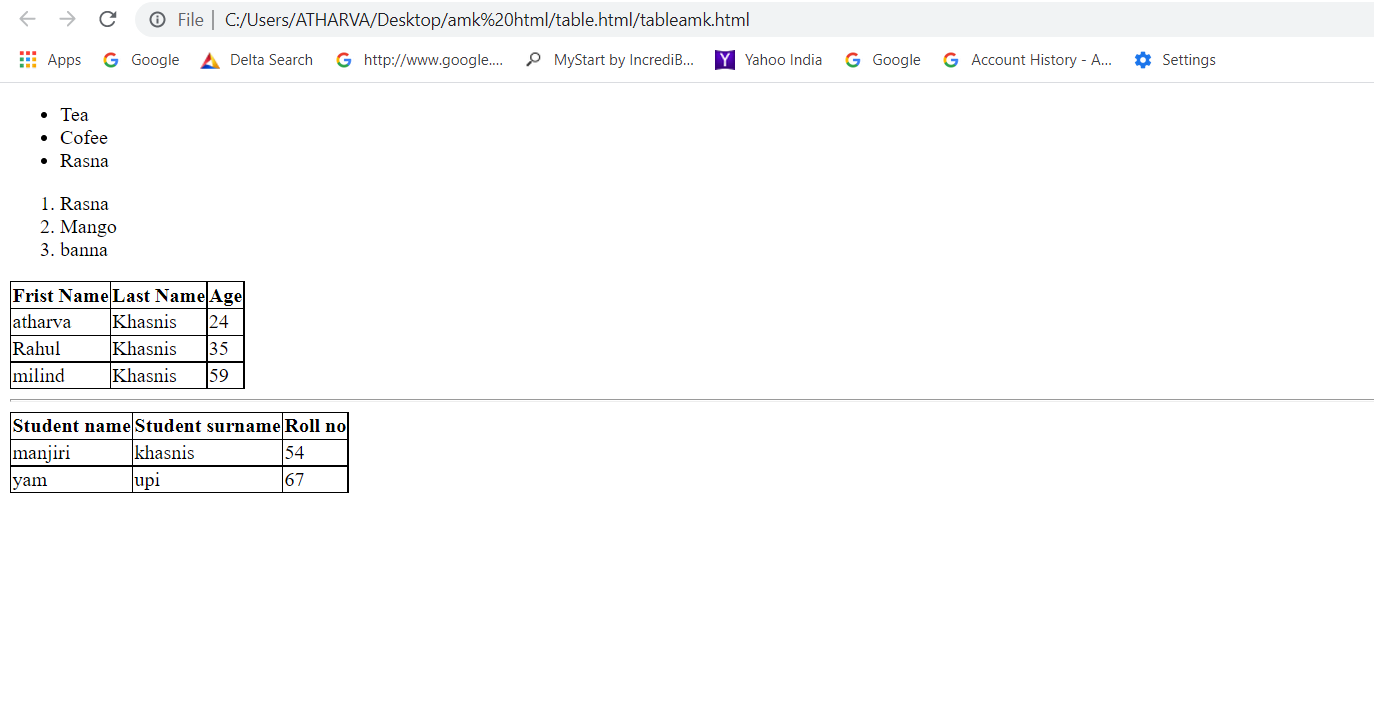 File | C:/Users/ATHARVA/Desktop/amk%20html/table.html/tableamk.html
Apps Google Delta Search http://www.google.... MyStart by IncrediB... Yahoo India Google Account History - A... Settings
• Tea
• Cofee
• Rasna
1. Rasna
2. Mango
3. banna
Frist Name Last Name Age
atharva Khasnis 24
Rahul Khasnis 35
milind Khasnis 59
Student name Student surname Roll no
manjiri khasnis 54
yam upi 67